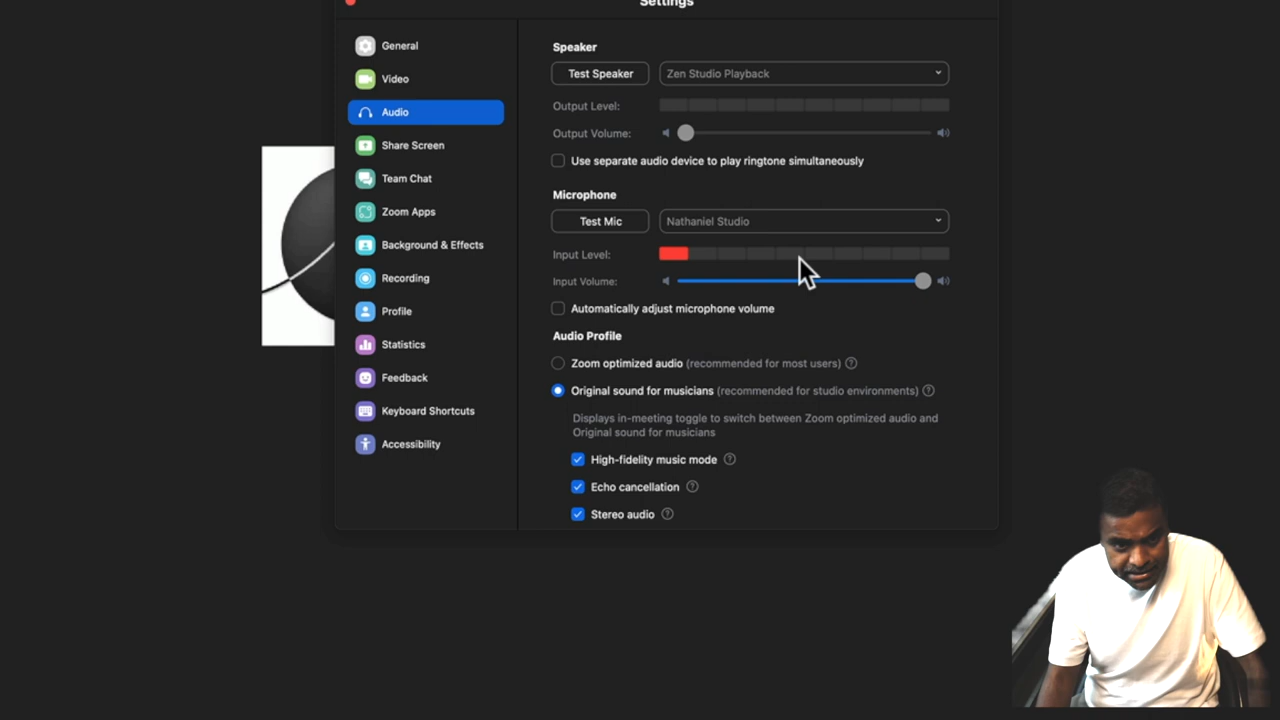 Settings
General
Video
Audio
Share Screen
Team Chat
Zoom Apps
Background & Effects
Recording
Profile
Statistics
Feedback
Keyboard Shortcuts
Accessibility
Speaker
Test Speaker Zen Studio Playback
Output Level:
Output Volume:
Use separate audio device to play ringtone simultaneously
Microphone
Test Mic Nathaniel Studio
Input Level:
Input Volume:
Automatically adjust microphone volume
Audio Profile
Zoom optimized audio (recommended for most users) ?
Original sound for musicians (recommended for studio environments) ?
Displays in-meeting toggle to switch between Zoom optimized audio and
Original sound for musicians
High-fidelity music mode ?
Echo cancellation ?
Stereo audio ?